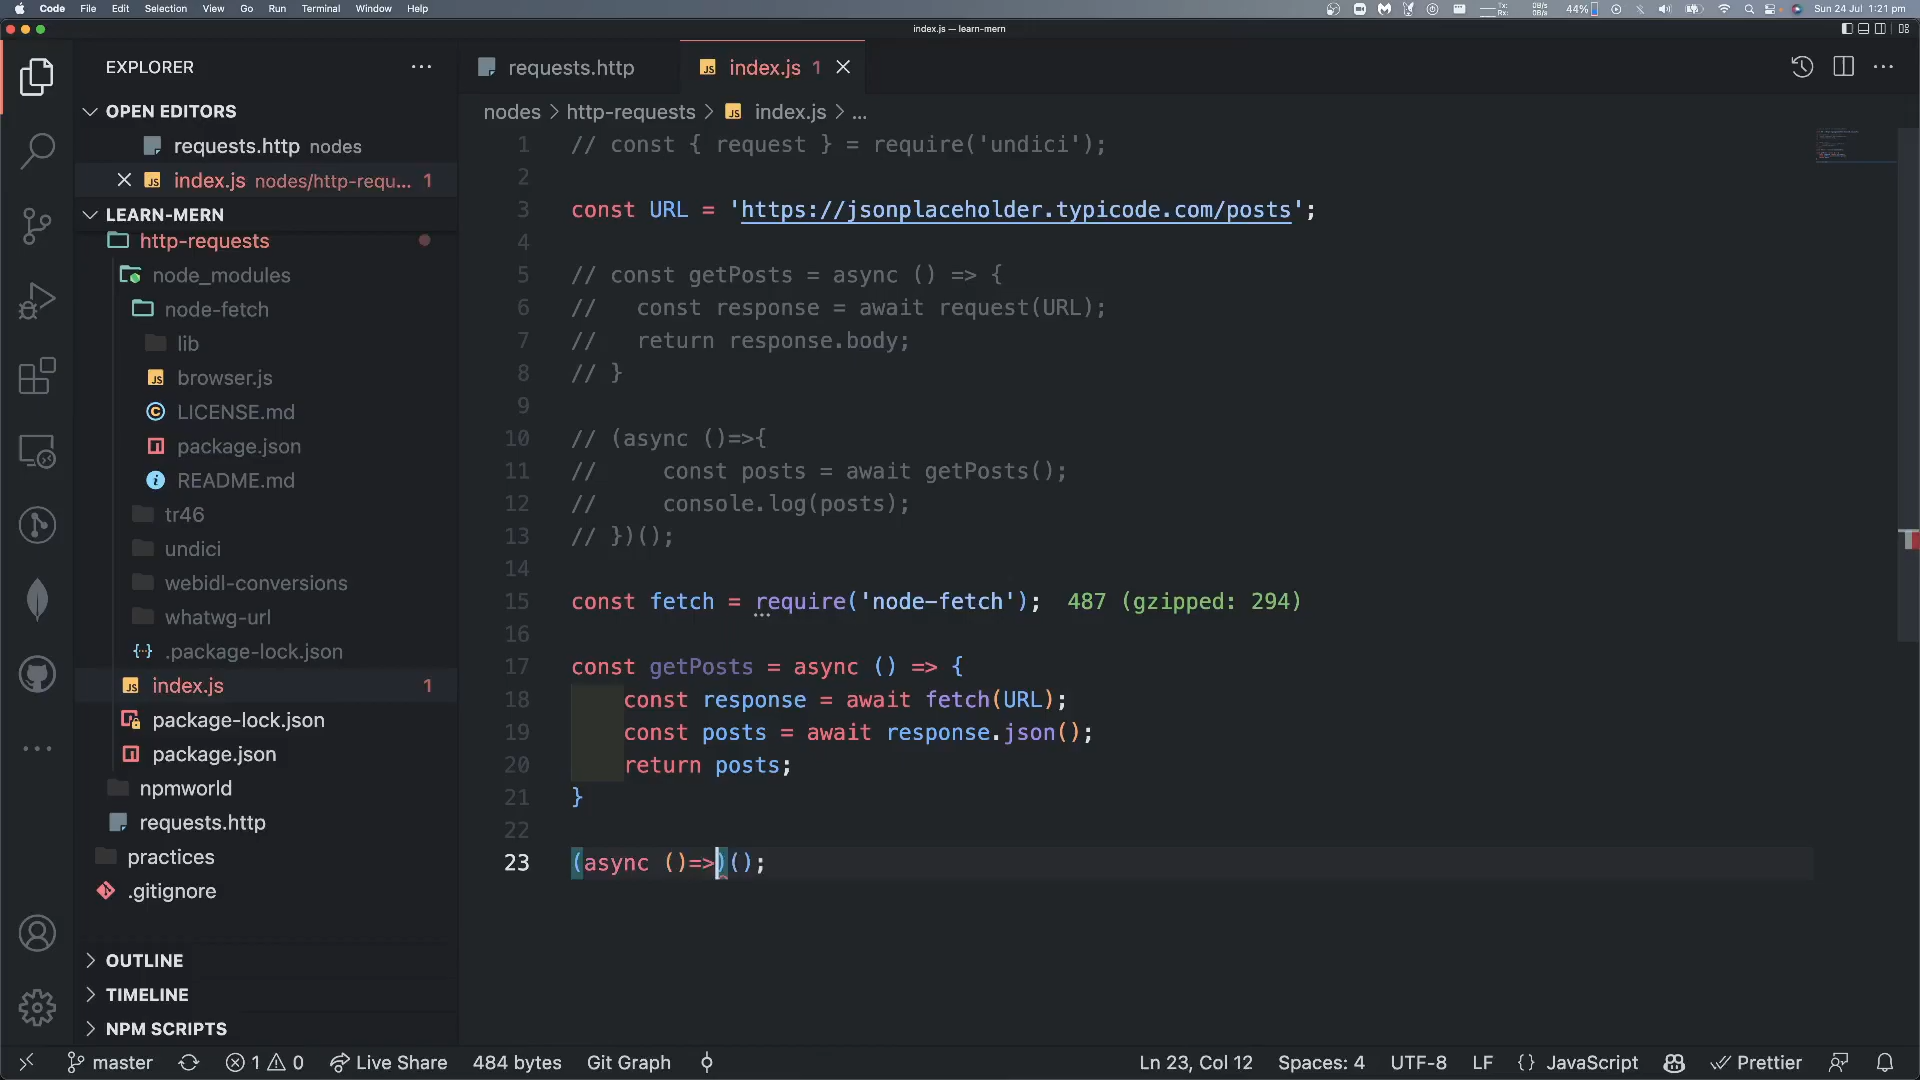 Code File Edit Selection View Go Run Terminal Window Help
44%
Sun 24 Jul 1:21 pm
index.js — learn-mern
EXPLORER
OPEN EDITORS
requests.http nodes
index.js nodes/http-requ... 1
LEARN-MERN
http-requests
node_modules
node-fetch
lib
browser.js
LICENSE.md
package.json
README.md
tr46
undici
webidl-conversions
whatwg-url
.package-lock.json
index.js 1
package-lock.json
package.json
npmworld
requests.http
practices
.gitignore
OUTLINE
TIMELINE
NPM SCRIPTS
requests.http
index.js 1
nodes > http-requests > index.js > ...
1 // const { request } = require('undici');
2
3 const URL = 'https://jsonplaceholder.typicode.com/posts';
4
5 // const getPosts = async () => {
6 //   const response = await request(URL);
7 //   return response.body;
8 // }
9
10 // (async ()=>{
11 //     const posts = await getPosts();
12 //     console.log(posts);
13 // })();
14
15 const fetch = require('node-fetch'); 487 (gzipped: 294)
16
17 const getPosts = async () => {
18     const response = await fetch(URL);
19     const posts = await response.json();
20     return posts;
21 }
22
23 (async ()=>)();
master 1 0 Live Share 484 bytes Git Graph
Ln 23, Col 12 Spaces: 4 UTF-8 LF {} JavaScript Prettier